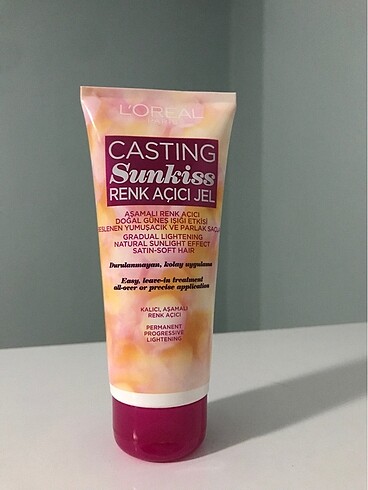 L'ORÉAL
CASTING
Sunkiss
RENK AÇICI JEL
AŞAMALI RENK AÇICI
DOĞAL GÜNEŞ IŞIĞI ETKİSİ
BESLENEN YUMUŞACIK VE PARLAK SAÇLAR
GRADUAL LIGHTENING
NATURAL SUNLIGHT EFFECT
SATIN-SOFT HAIR
Durulanmayan, kolay uygulama
Easy, leave-in treatment
all-over or precise application
KALICI, AŞAMALI
RENK AÇICI
PERMANENT
PROGRESSIVE
LIGHTENING